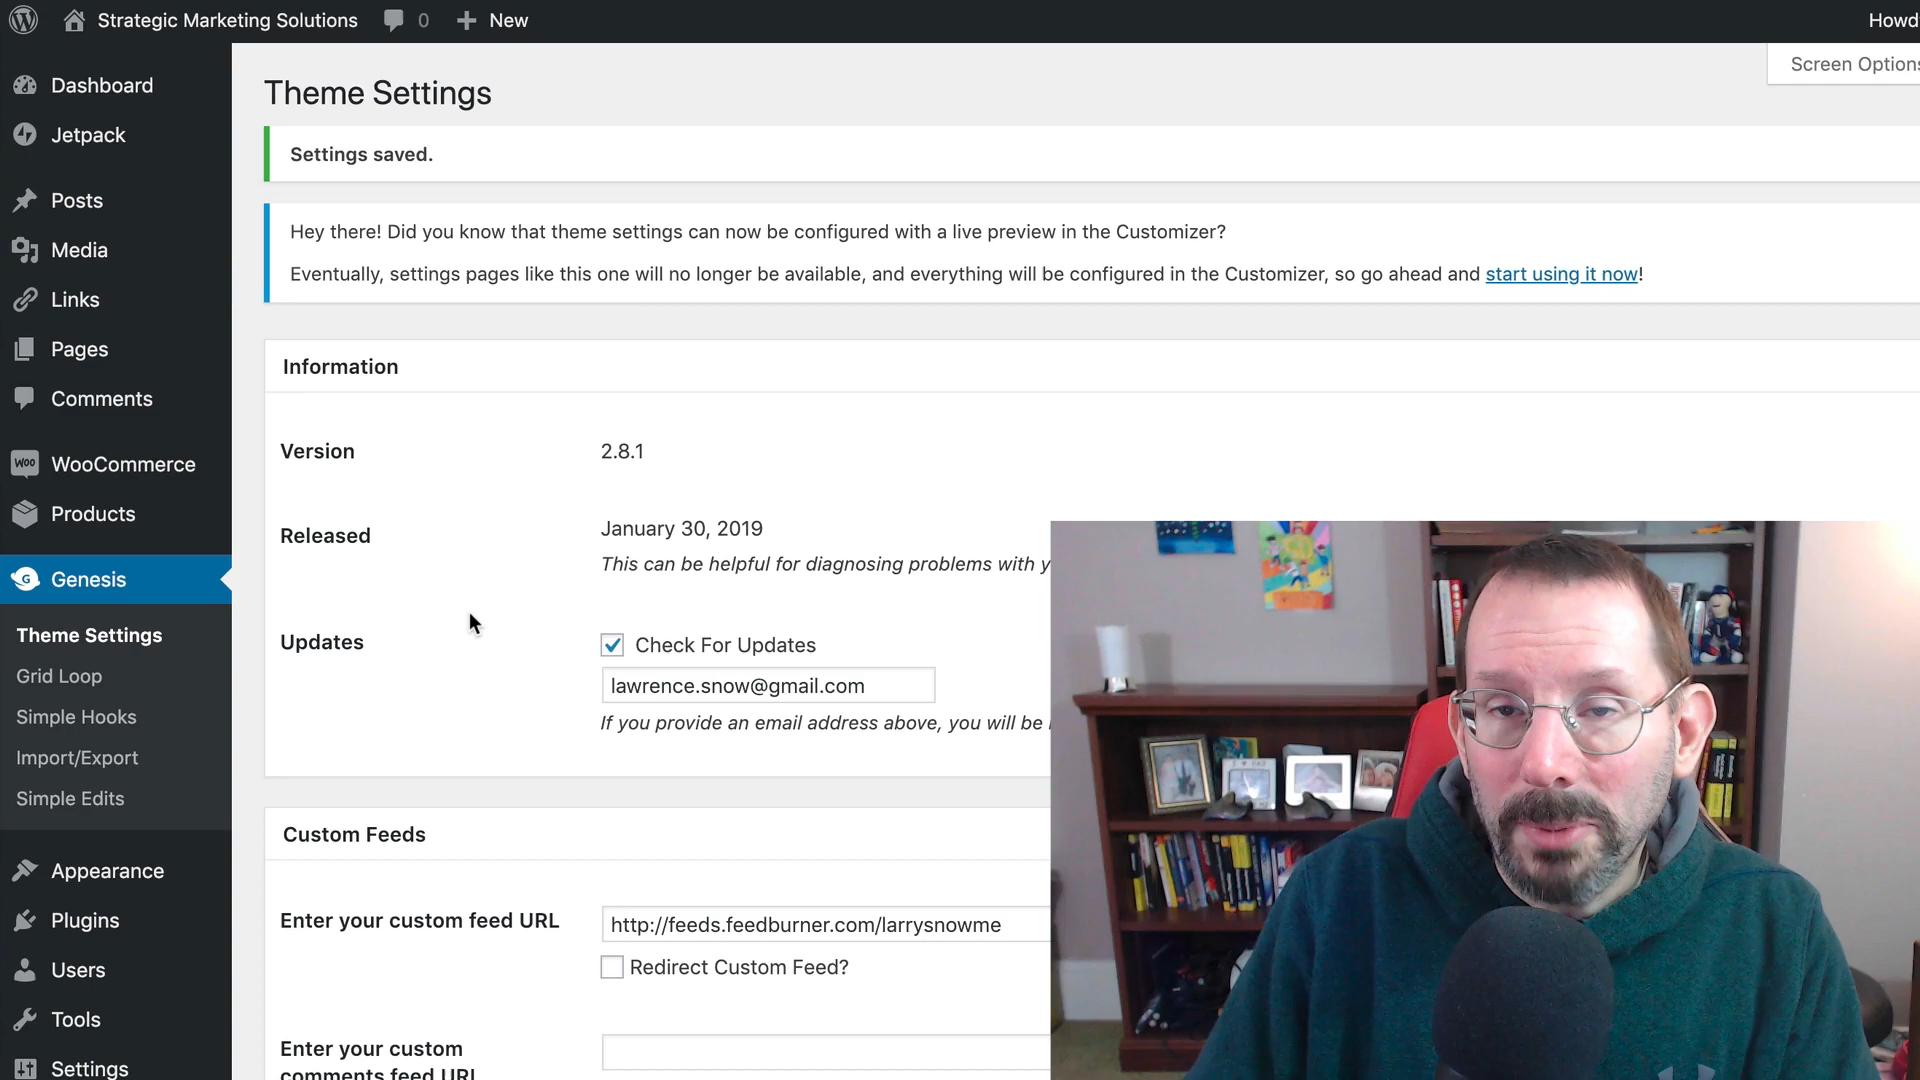 Strategic Marketing Solutions 0 New Howd
Screen Options
Dashboard
Jetpack
Posts
Media
Links
Pages
Comments
WOO WooCommerce
Products
G Genesis
Theme Settings
Grid Loop
Simple Hooks
Import/Export
Simple Edits
Appearance
Plugins
Users
Tools
Settings
Theme Settings
Settings saved.
Hey there! Did you know that theme settings can now be configured with a live preview in the Customizer?
Eventually, settings pages like this one will no longer be available, and everything will be configured in the Customizer, so go ahead and start using it now!
Information
Version 2.8.1
Released January 30, 2019
This can be helpful for diagnosing problems with y
Updates Check For Updates
lawrence.snow@gmail.com
If you provide an email address above, you will be
Custom Feeds
Enter your custom feed URL http://feeds.feedburner.com/larrysnowme
Redirect Custom Feed?
Enter your custom
comments feed URL